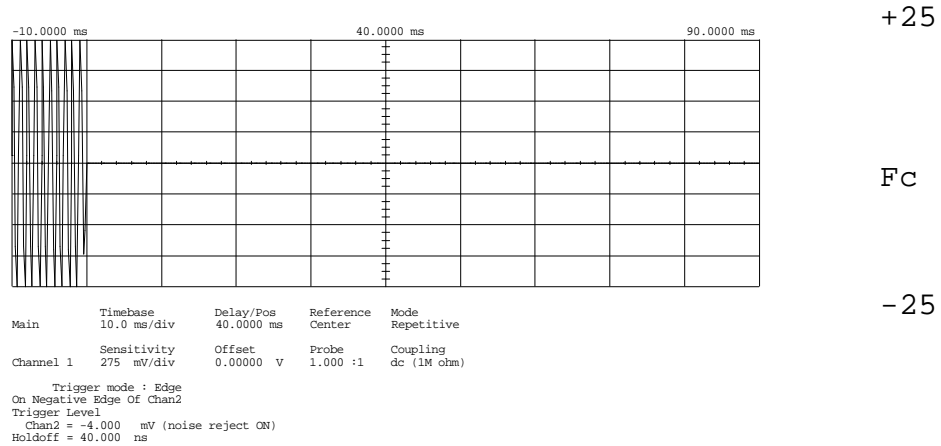 +25
-10.0000 ms 40.0000 ms 90.0000 ms
Fc
-25
Timebase Delay/Pos Reference Mode
Main 10.0 ms/div 40.0000 ms Center Repetitive
Sensitivity Offset Probe Coupling
Channel 1 275 mV/div 0.00000 V 1.000 :1 dc (1M ohm)
Trigger mode : Edge
On Negative Edge Of Chan2
Trigger Level
Chan2 = -4.000 mV (noise reject ON)
Holdoff = 40.000 ns